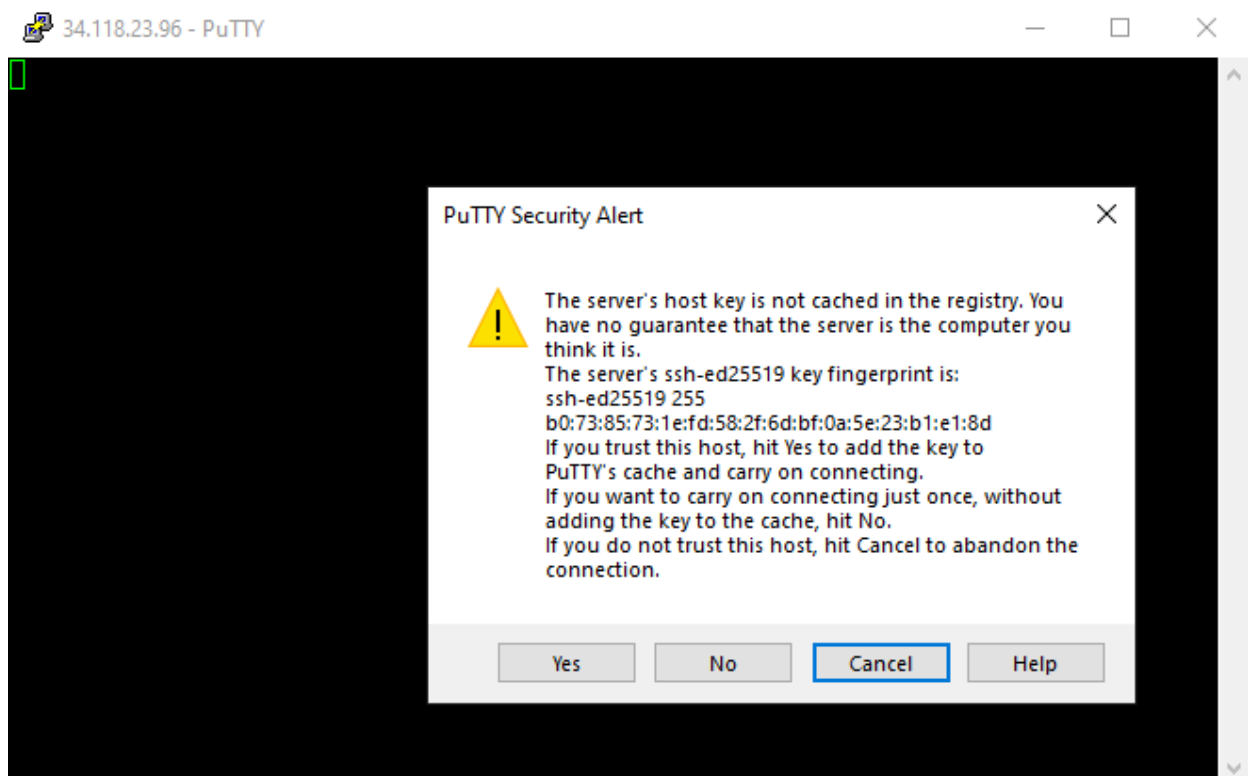 34.118.23.96 - PuTTY
PuTTY Security Alert
The server's host key is not cached in the registry. You
have no guarantee that the server is the computer you
think it is.
The server's ssh-ed25519 key fingerprint is:
ssh-ed25519 255
b0:73:85:73:1e:fd:58:2f:6d:bf:0a:5e:23:b1:e1:8d
If you trust this host, hit Yes to add the key to
PuTTY's cache and carry on connecting.
If you want to carry on connecting just once, without
adding the key to the cache, hit No.
If you do not trust this host, hit Cancel to abandon the
connection.
Yes No Cancel Help